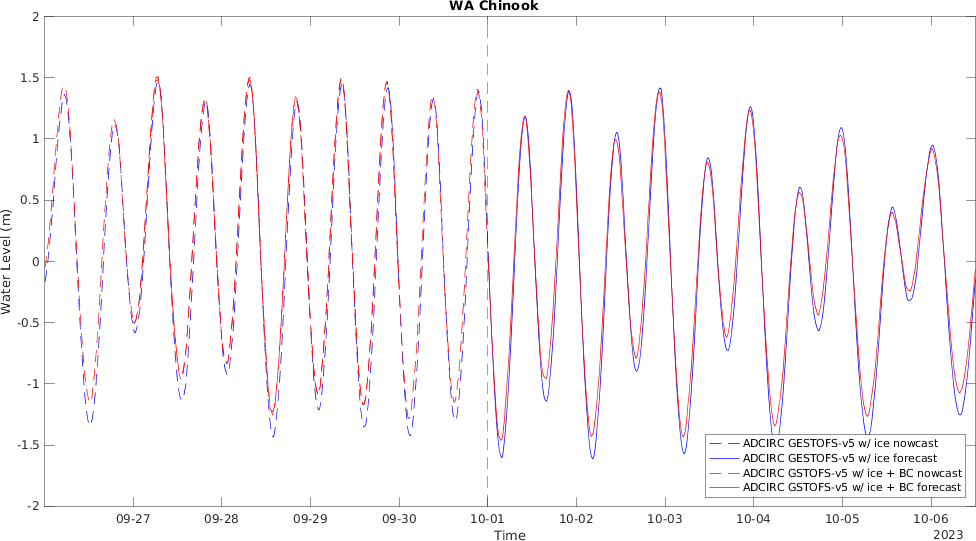 WA Chinook
2
1.5
1
0.5
0
-0.5
-1
-1.5
-2
Water Level (m)
ADCIRC GESTOFS-v5 w/ ice nowcast
ADCIRC GESTOFS-v5 w/ ice forecast
ADCIRC GSTOFS-v5 w/ ice + BC nowcast
ADCIRC GSTOFS-v5 w/ ice + BC forecast
09-27 09-28 09-29 09-30 10-01 10-02 10-03 10-04 10-05 10-06
Time
2023